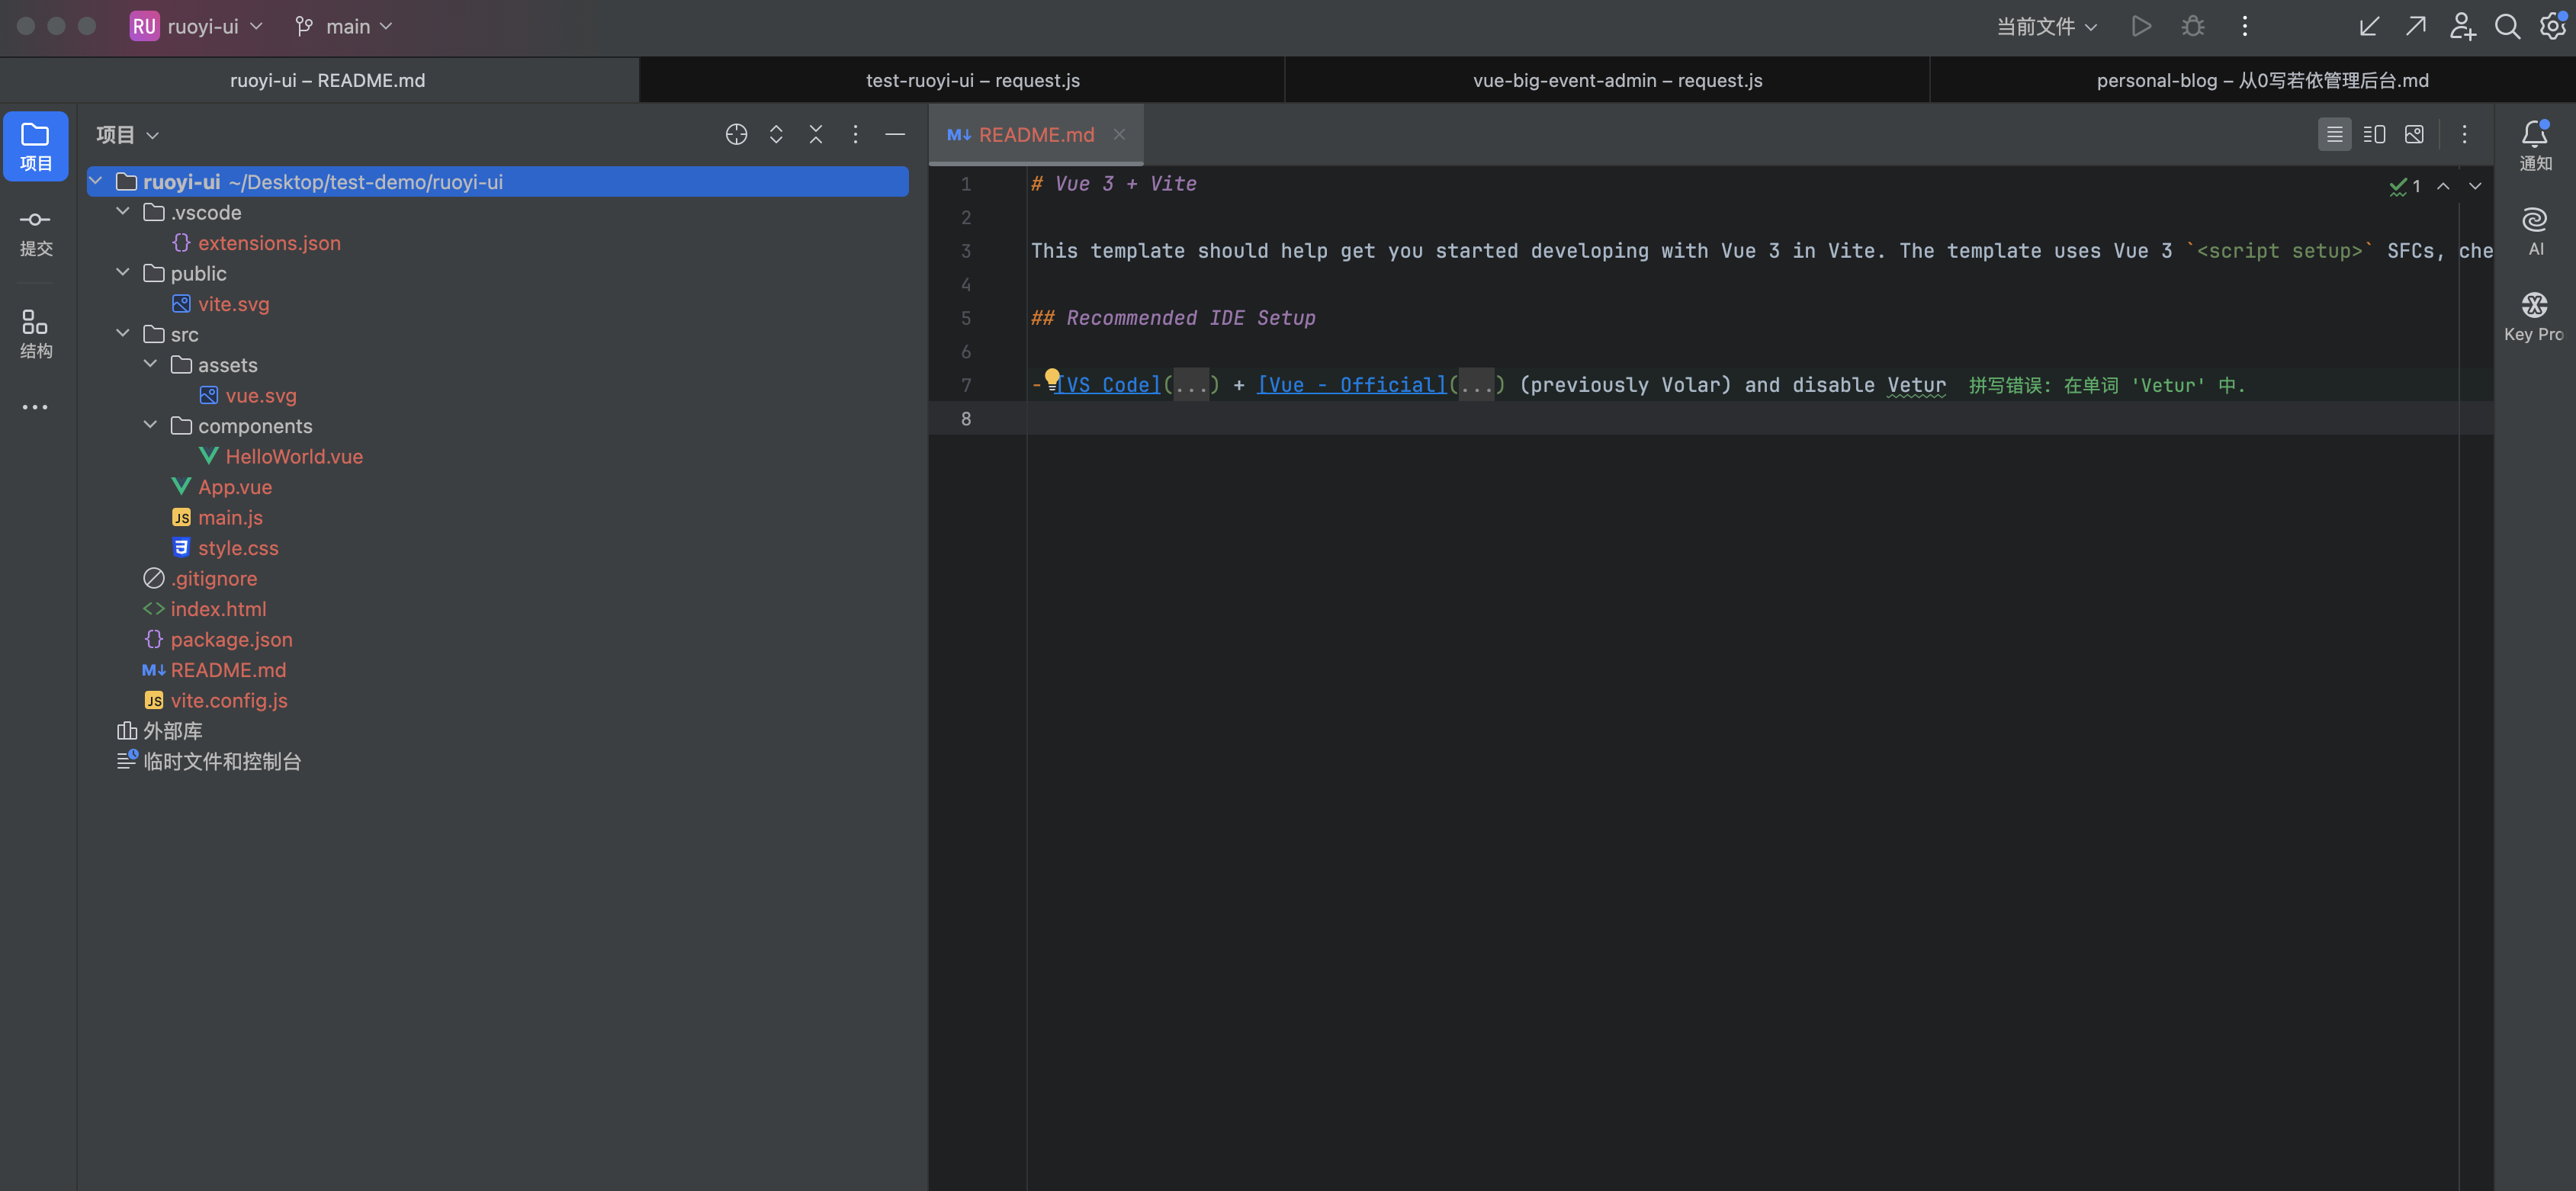 RU ruoyi-ui main 当前文件
ruoyi-ui – README.md test-ruoyi-ui – request.js vue-big-event-admin – request.js personal-blog – 从0写若依管理后台.md
项目
提交
结构
项目
ruoyi-ui ~/Desktop/test-demo/ruoyi-ui
.vscode
extensions.json
public
vite.svg
src
assets
vue.svg
components
HelloWorld.vue
App.vue
JS main.js
style.css
.gitignore
index.html
package.json
M↓ README.md
JS vite.config.js
外部库
临时文件和控制台
M↓ README.md
1 # Vue 3 + Vite
2
3 This template should help get you started developing with Vue 3 in Vite. The template uses Vue 3 `<script setup>` SFCs, che
4
5 ## Recommended IDE Setup
6
7 - [VS Code](...) + [Vue - Official](...) (previously Volar) and disable Vetur 拼写错误: 在单词 'Vetur' 中.
8
1
通知
AI
Key Pro